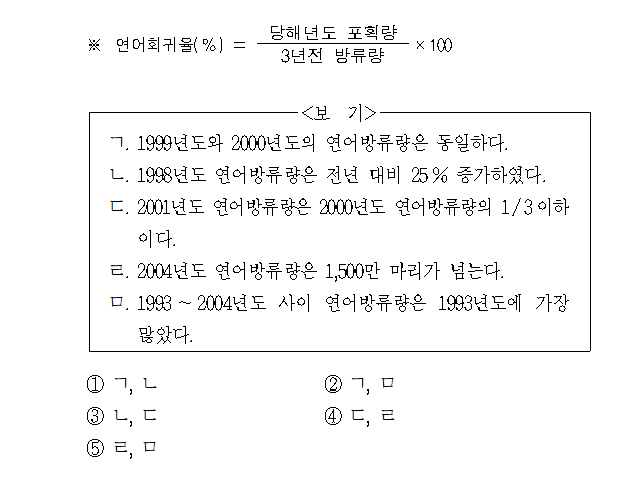 ※ 연어회귀율(%) = 당해년도 포획량 / 3년전 방류량 × 100
<보 기>
ㄱ. 1999년도와 2000년도의 연어방류량은 동일하다.
ㄴ. 1998년도 연어방류량은 전년 대비 25% 증가하였다.
ㄷ. 2001년도 연어방류량은 2000년도 연어방류량의 1/3이하
이다.
ㄹ. 2004년도 연어방류량은 1,500만 마리가 넘는다.
ㅁ. 1993~2004년도 사이 연어방류량은 1993년도에 가장
많았다.
① ㄱ, ㄴ ② ㄱ, ㅁ
③ ㄴ, ㄷ ④ ㄷ, ㄹ
⑤ ㄹ, ㅁ